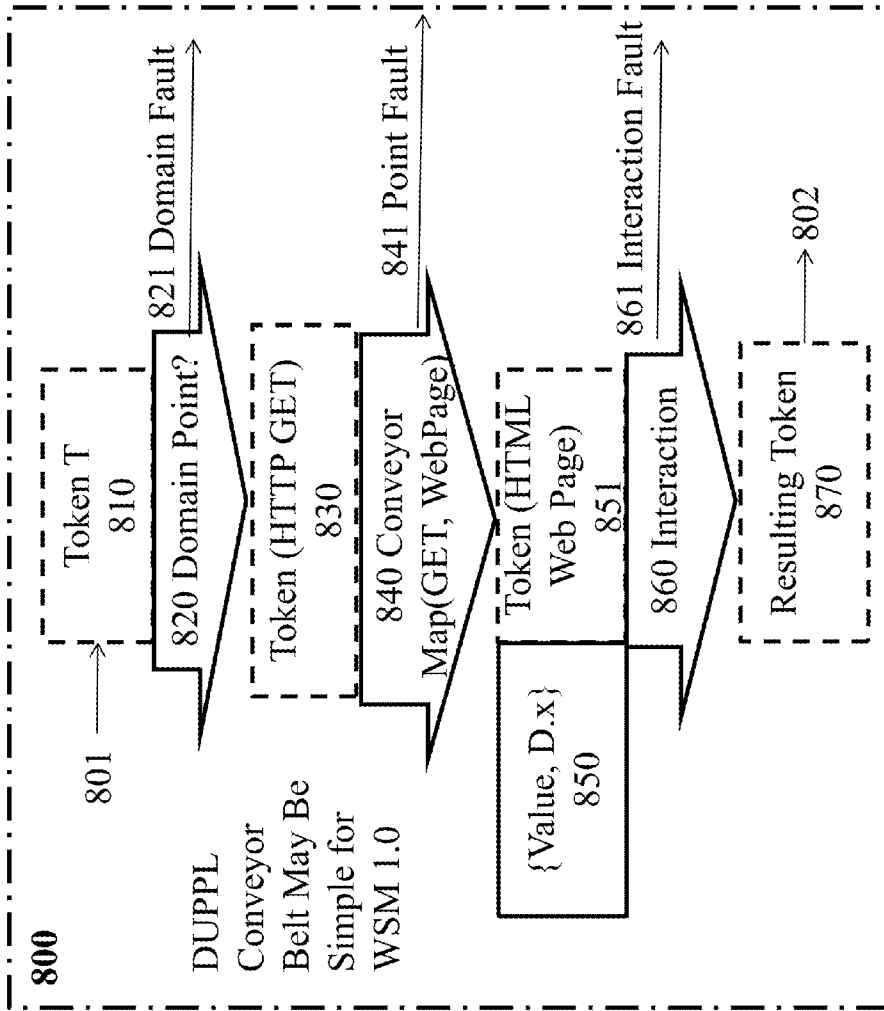 800
DUPPL
Conveyor
Belt May Be
Simple for
WSM 1.0
801
Token T
810
820 Domain Point?
821 Domain Fault
Token (HTTP GET)
830
840 Conveyor
Map(GET, WebPage)
841 Point Fault
{Value, D.x}
850
Token (HTML
Web Page)
851
860 Interaction
861 Interaction Fault
Resulting Token
870
802